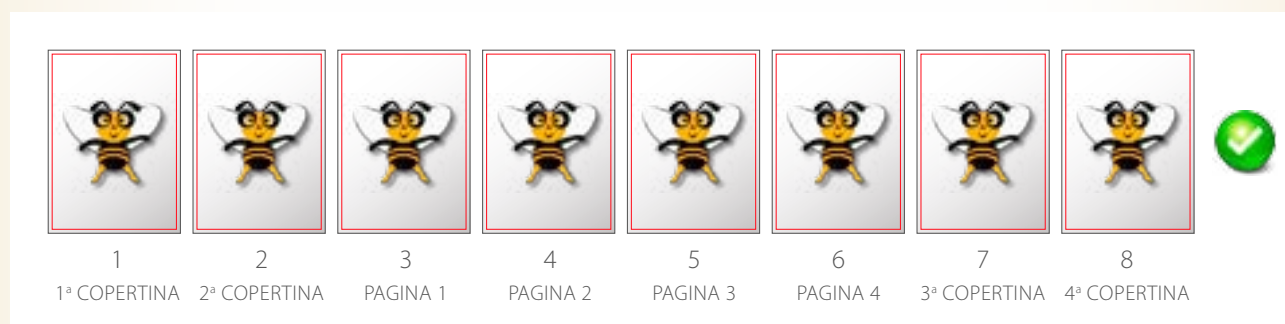 1 2 3 4 5 6 7 8
1ª COPERTINA 2ª COPERTINA PAGINA 1 PAGINA 2 PAGINA 3 PAGINA 4 3ª COPERTINA 4ª COPERTINA